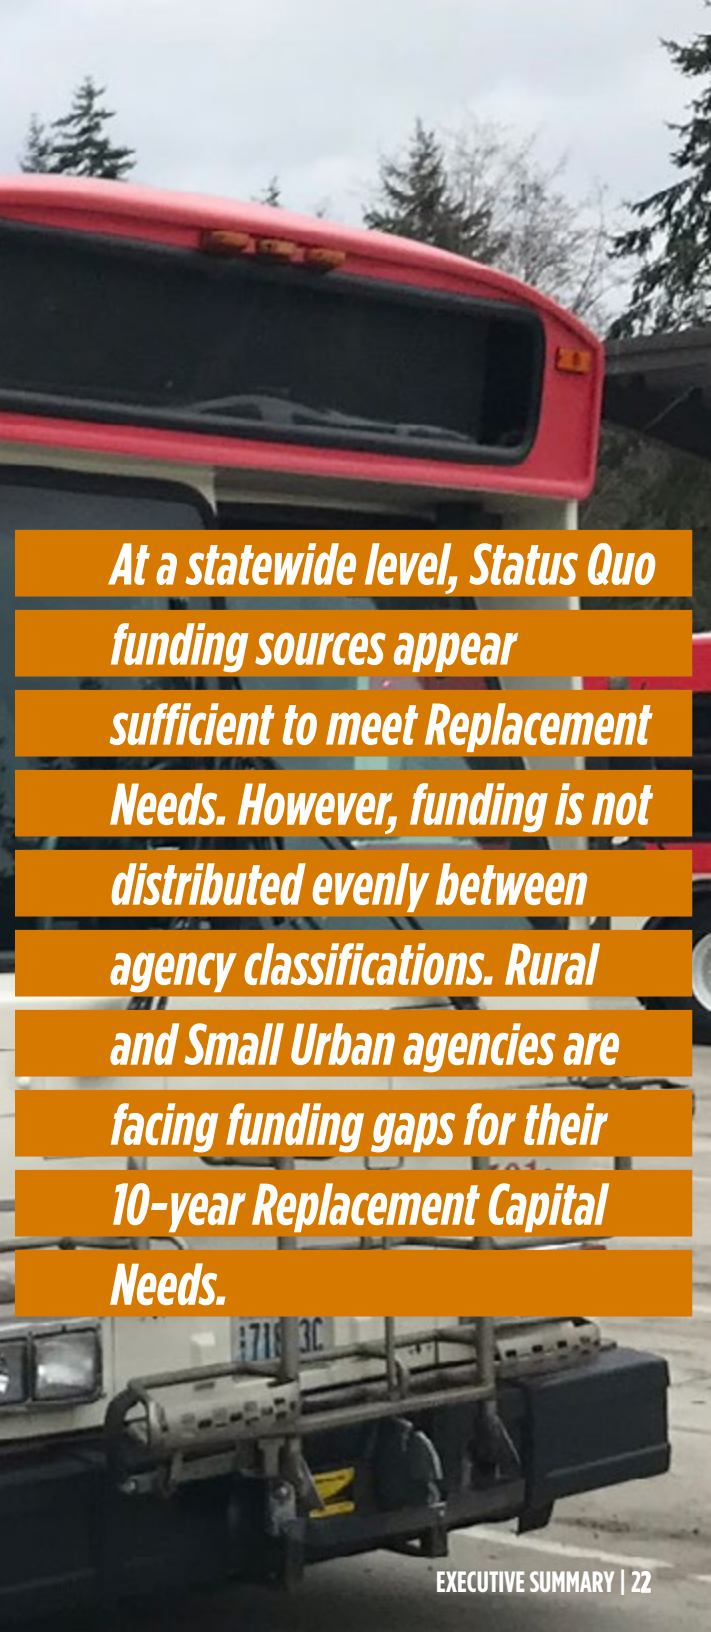 At a statewide level, Status Quo
funding sources appear
sufficient to meet Replacement
Needs. However, funding is not
distributed evenly between
agency classifications. Rural
and Small Urban agencies are
facing funding gaps for their
10-year Replacement Capital
Needs.
EXECUTIVE SUMMARY | 22